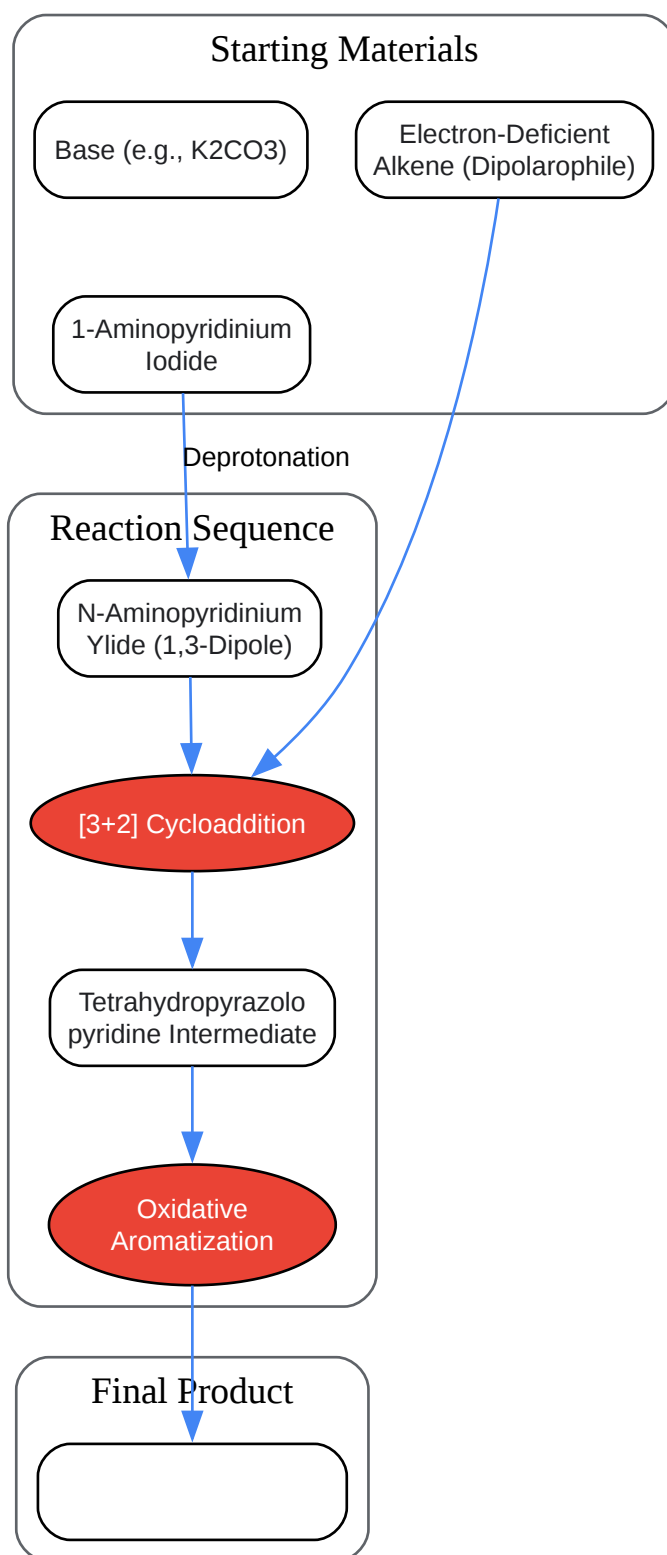 Starting Materials
Base (e.g., K2CO3)
Electron-Deficient
Alkene (Dipolarophile)
1-Aminopyridinium
Iodide
Deprotonation
Reaction Sequence
N-Aminopyridinium
Ylide (1,3-Dipole)
[3+2] Cycloaddition
Tetrahydropyrazolo
pyridine Intermediate
Oxidative
Aromatization
Final Product